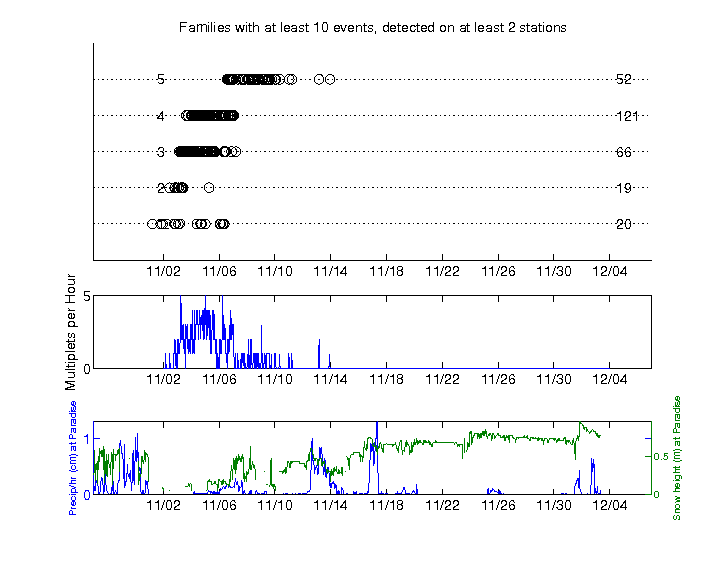 Families with at least 10 events, detected on at least 2 stations
5 52
4 121
3 66
2 19
20
11/02 11/06 11/10 11/14 11/18 11/22 11/26 11/30 12/04
Multiplets per Hour
5
0
11/02 11/06 11/10 11/14 11/18 11/22 11/26 11/30 12/04
Precip/hr (cm) at Paradise
1
0
0.5
0
Snow height (m) at Paradise
11/02 11/06 11/10 11/14 11/18 11/22 11/26 11/30 12/04